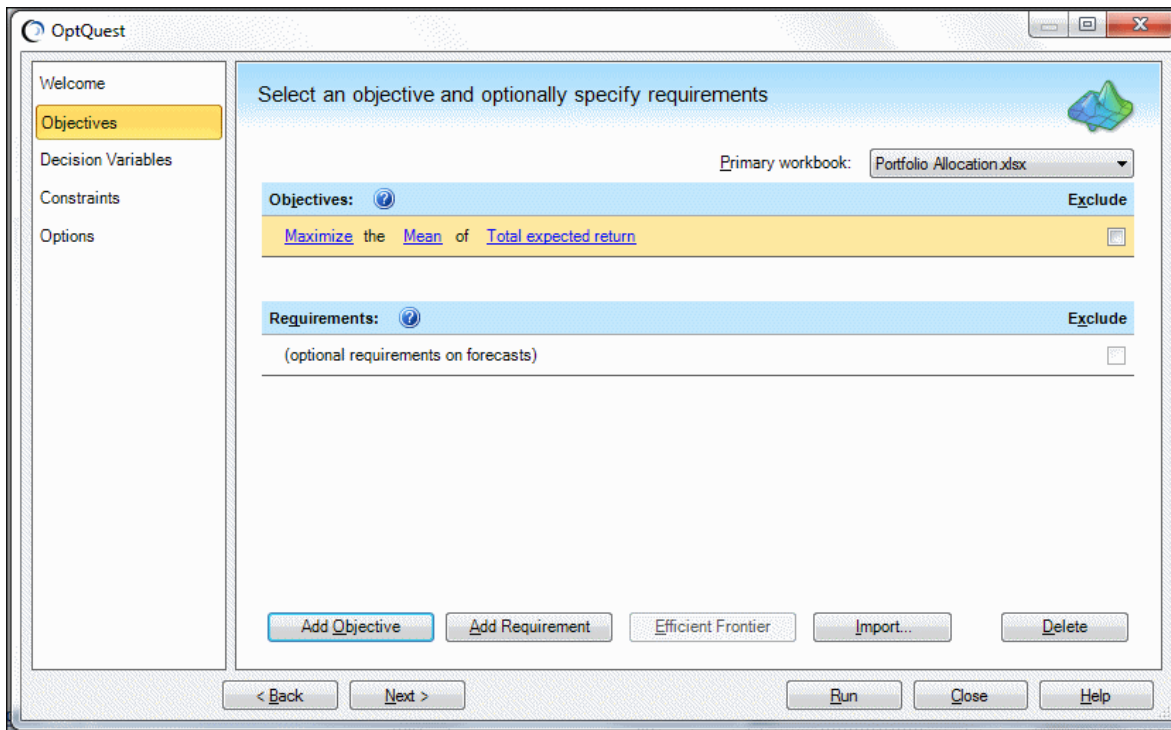 OptQuest
Welcome
Objectives
Decision Variables
Constraints
Options
Select an objective and optionally specify requirements
Primary workbook: Portfolio Allocation.xlsx
Objectives: Exclude
Maximize the Mean of Total expected return
Requirements: Exclude
(optional requirements on forecasts)
Add Objective Add Requirement Efficient Frontier Import... Delete
< Back Next > Run Close Help